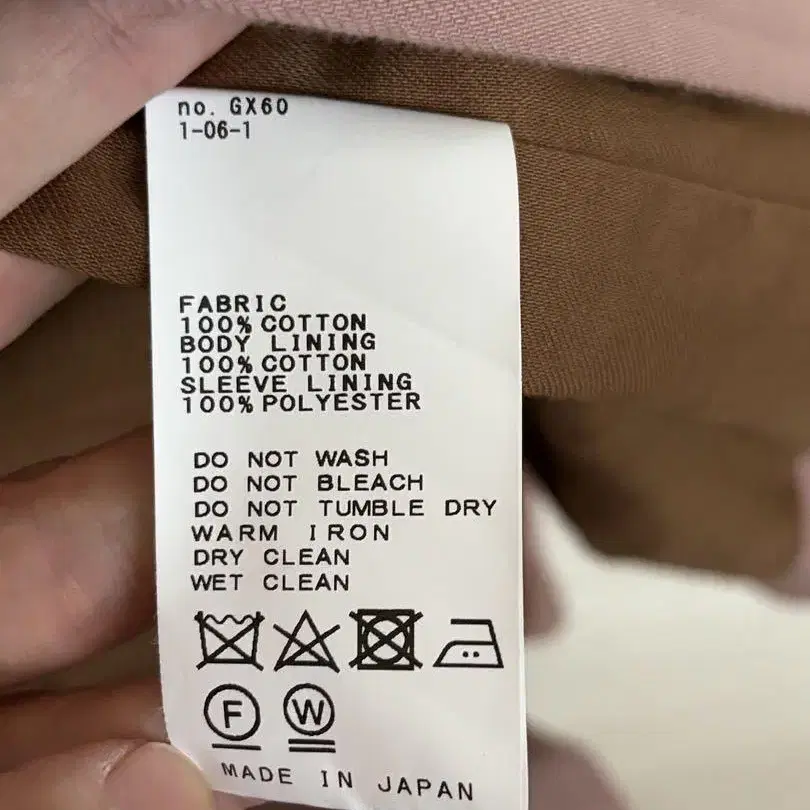 no. GX60
1-06-1
FABRIC
100% COTTON
BODY LINING
100% COTTON
SLEEVE LINING
100% POLYESTER
DO NOT WASH
DO NOT BLEACH
DO NOT TUMBLE DRY
WARM IRON
DRY CLEAN
WET CLEAN
F W
MADE IN JAPAN